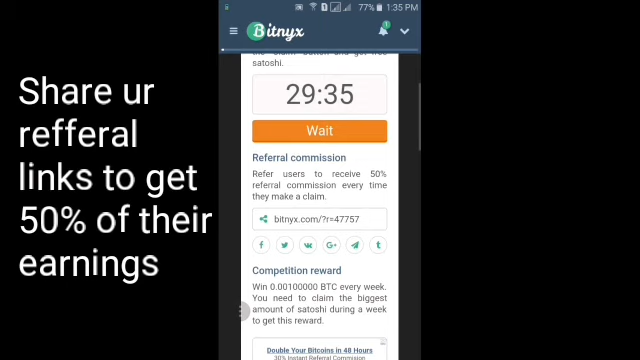 77% 1:35 PM
Bitnyx
1
satoshi.
29:35
Wait
Share ur
refferal
links to get
50% of their
earnings
Referral commission
Refer users to receive 50%
referral commission every time
they make a claim.
bitnyx.com/?r=47757
Competition reward
Win 0.00100000 BTC every week.
You need to claim the biggest
amount of satoshi during a week
to get this reward.
Double Your Bitcoins in 48 Hours
30% Instant Referral Commission